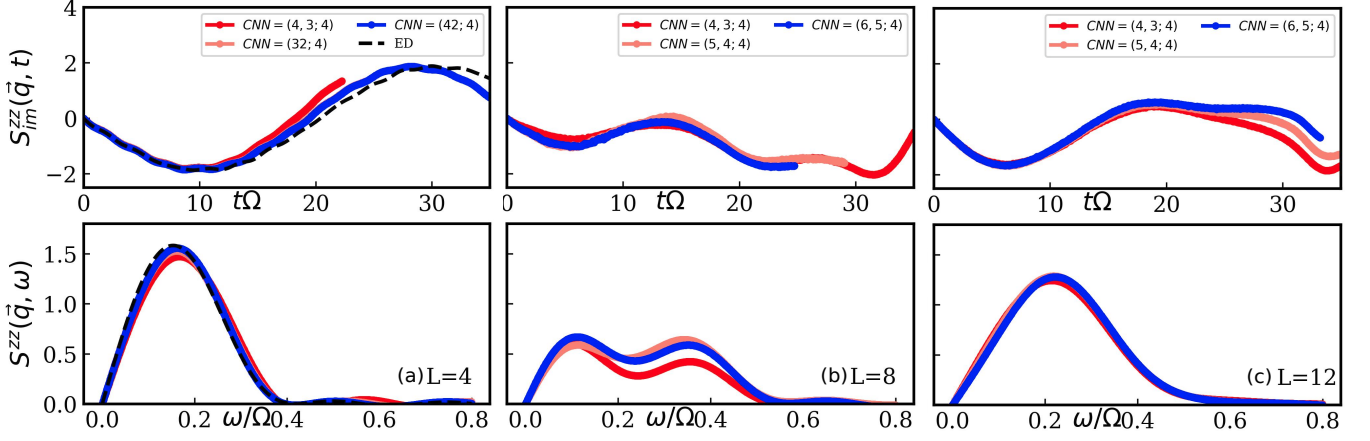 4
2
0
−2
S_{im}^{zz}(\vec{q}, t)
CNN = (4, 3; 4)
CNN = (32; 4)
CNN = (42; 4)
ED
0
10
20
30
tΩ
CNN = (4, 3; 4)
CNN = (5, 4; 4)
CNN = (6, 5; 4)
0
10
20
30
tΩ
CNN = (4, 3; 4)
CNN = (5, 4; 4)
CNN = (6, 5; 4)
0
10
20
30
tΩ
1.5
1.0
0.5
0.0
S^{zz}(\vec{q}, ω)
(a) L=4
0.0
0.2
ω/Ω
0.4
0.6
0.8
(b) L=8
0.0
0.2
ω/Ω
0.4
0.6
0.8
(c) L=12
0.0
0.2
ω/Ω
0.4
0.6
0.8